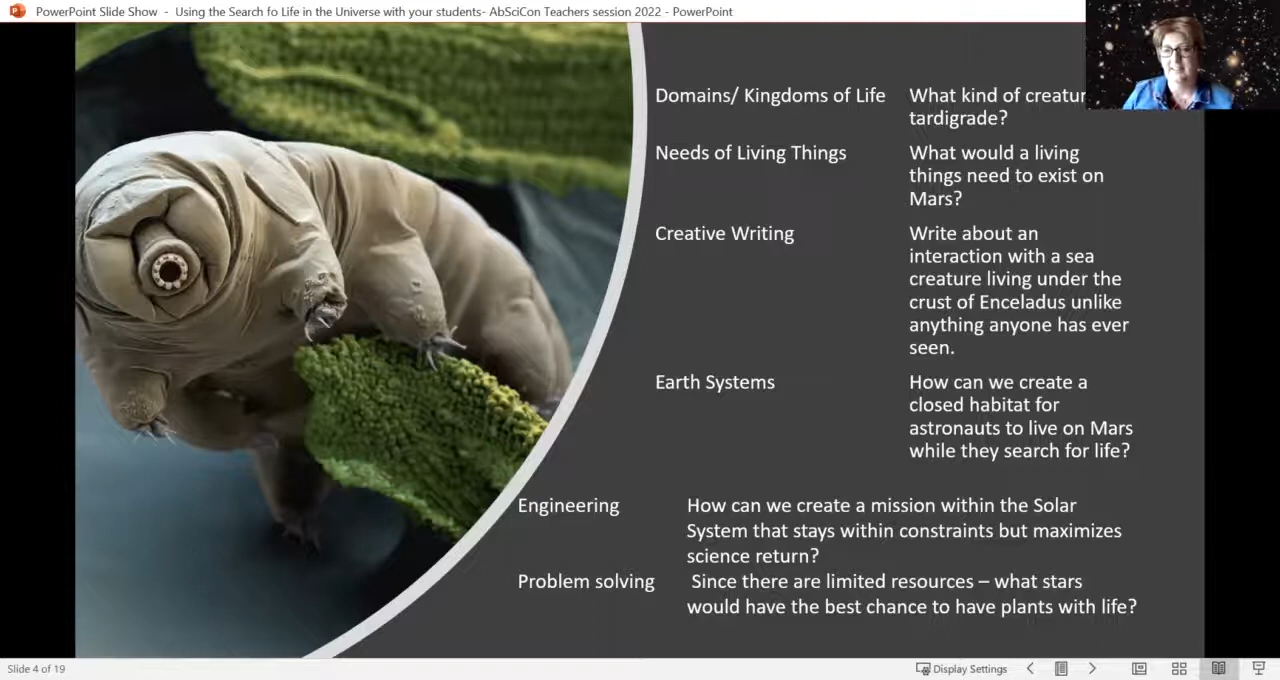 PowerPoint Slide Show - Using the Search fo Life in the Universe with your students- AbSciCon Teachers session 2022 - PowerPoint
Domains/ Kingdoms of Life
What kind of
tardigrade?
Needs of Living Things
What would a living
things need to exist on
Mars?
Creative Writing
Write about an
interaction with a sea
creature living under the
crust of Enceladus unlike
anything anyone has ever
seen.
Earth Systems
How can we create a
closed habitat for
astronauts to live on Mars
while they search for life?
Engineering
How can we create a mission within the Solar
System that stays within constraints but maximizes
science return?
Problem solving
Since there are limited resources – what stars
would have the best chance to have plants with life?
Slide 4 of 19
Display Settings